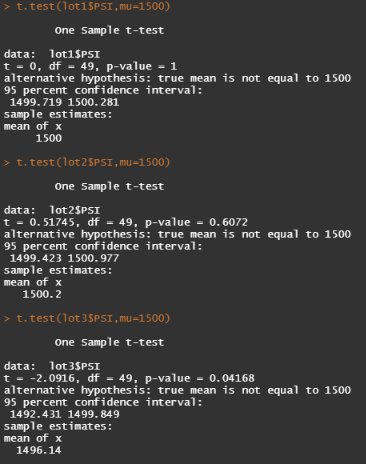 > t.test(lot1$PSI,mu=1500)
One Sample t-test
data: lot1$PSI
t = 0, df = 49, p-value = 1
alternative hypothesis: true mean is not equal to 1500
95 percent confidence interval:
1499.719 1500.281
sample estimates:
mean of x
1500
> t.test(lot2$PSI,mu=1500)
One Sample t-test
data: lot2$PSI
t = 0.51745, df = 49, p-value = 0.6072
alternative hypothesis: true mean is not equal to 1500
95 percent confidence interval:
1499.423 1500.977
sample estimates:
mean of x
1500.2
> t.test(lot3$PSI,mu=1500)
One Sample t-test
data: lot3$PSI
t = -2.0916, df = 49, p-value = 0.04168
alternative hypothesis: true mean is not equal to 1500
95 percent confidence interval:
1492.431 1499.849
sample estimates:
mean of x
1496.14